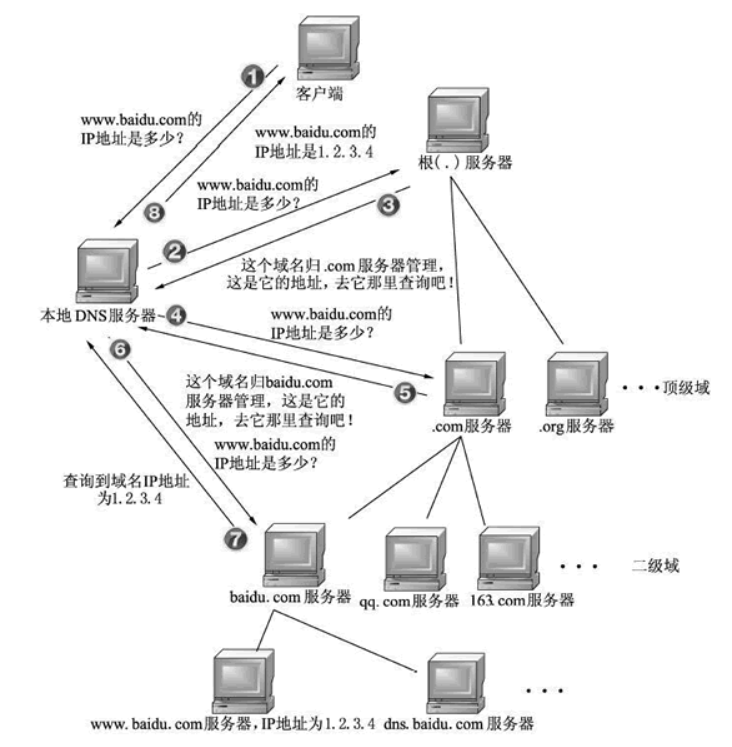 1
客户端
www.baidu.com的
IP地址是多少？
www.baidu.com的
IP地址是1.2.3.4
根(.)服务器
www.baidu.com的
IP地址是多少？
8
3
2
这个域名归.com服务器管理，
这是它的地址，去它那里查询吧！
本地DNS服务器
4
www.baidu.com的
IP地址是多少？
6
5
这个域名归baidu.com
服务器管理，这是它的
地址，去它那里查询吧！
···顶级域
.com服务器
.org服务器
www.baidu.com的
IP地址是多少？
查询到域名IP地址
为1.2.3.4
7
··· 二级域
baidu.com服务器
qq.com服务器
163.com服务器
···
www.baidu.com服务器，IP地址为1.2.3.4
dns.baidu.com服务器